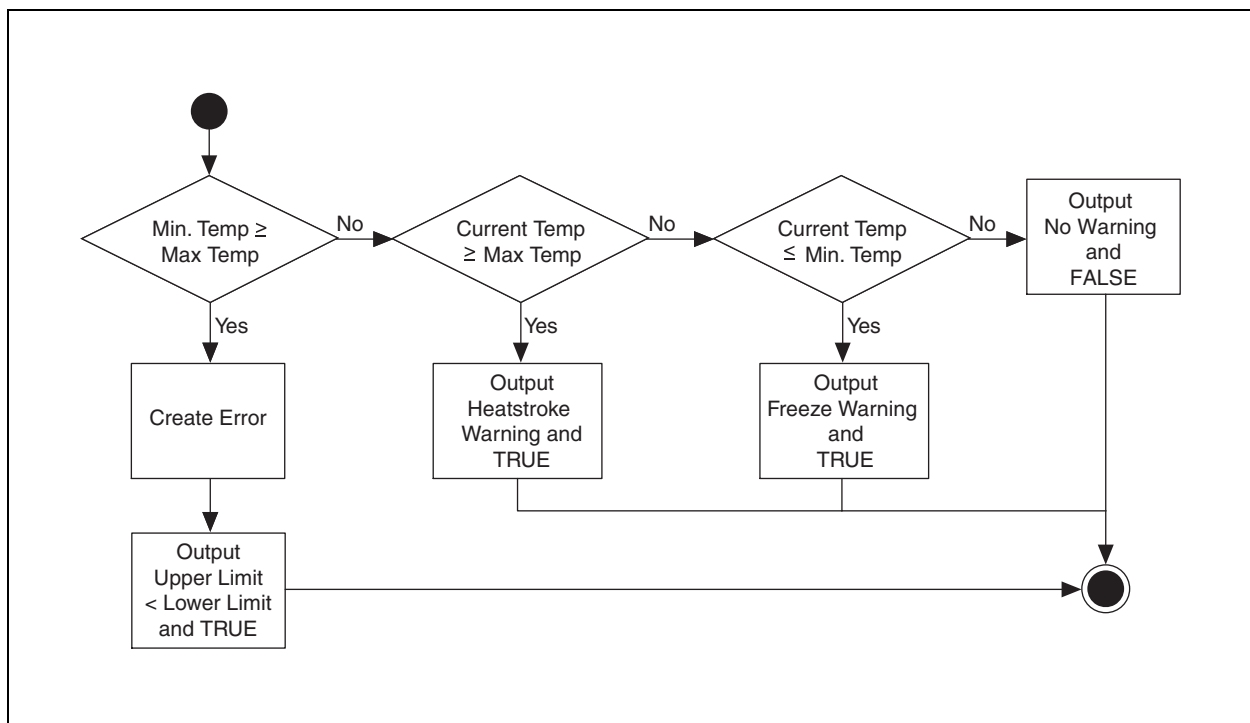 Min. Temp ≥
Max Temp
No
Current Temp
≥ Max Temp
No
Current Temp
≤ Min. Temp
No
Output
No Warning
and
FALSE
Yes
Yes
Yes
Create Error
Output
Heatstroke
Warning and
TRUE
Output
Freeze Warning
and
TRUE
Output
Upper Limit
< Lower Limit
and TRUE